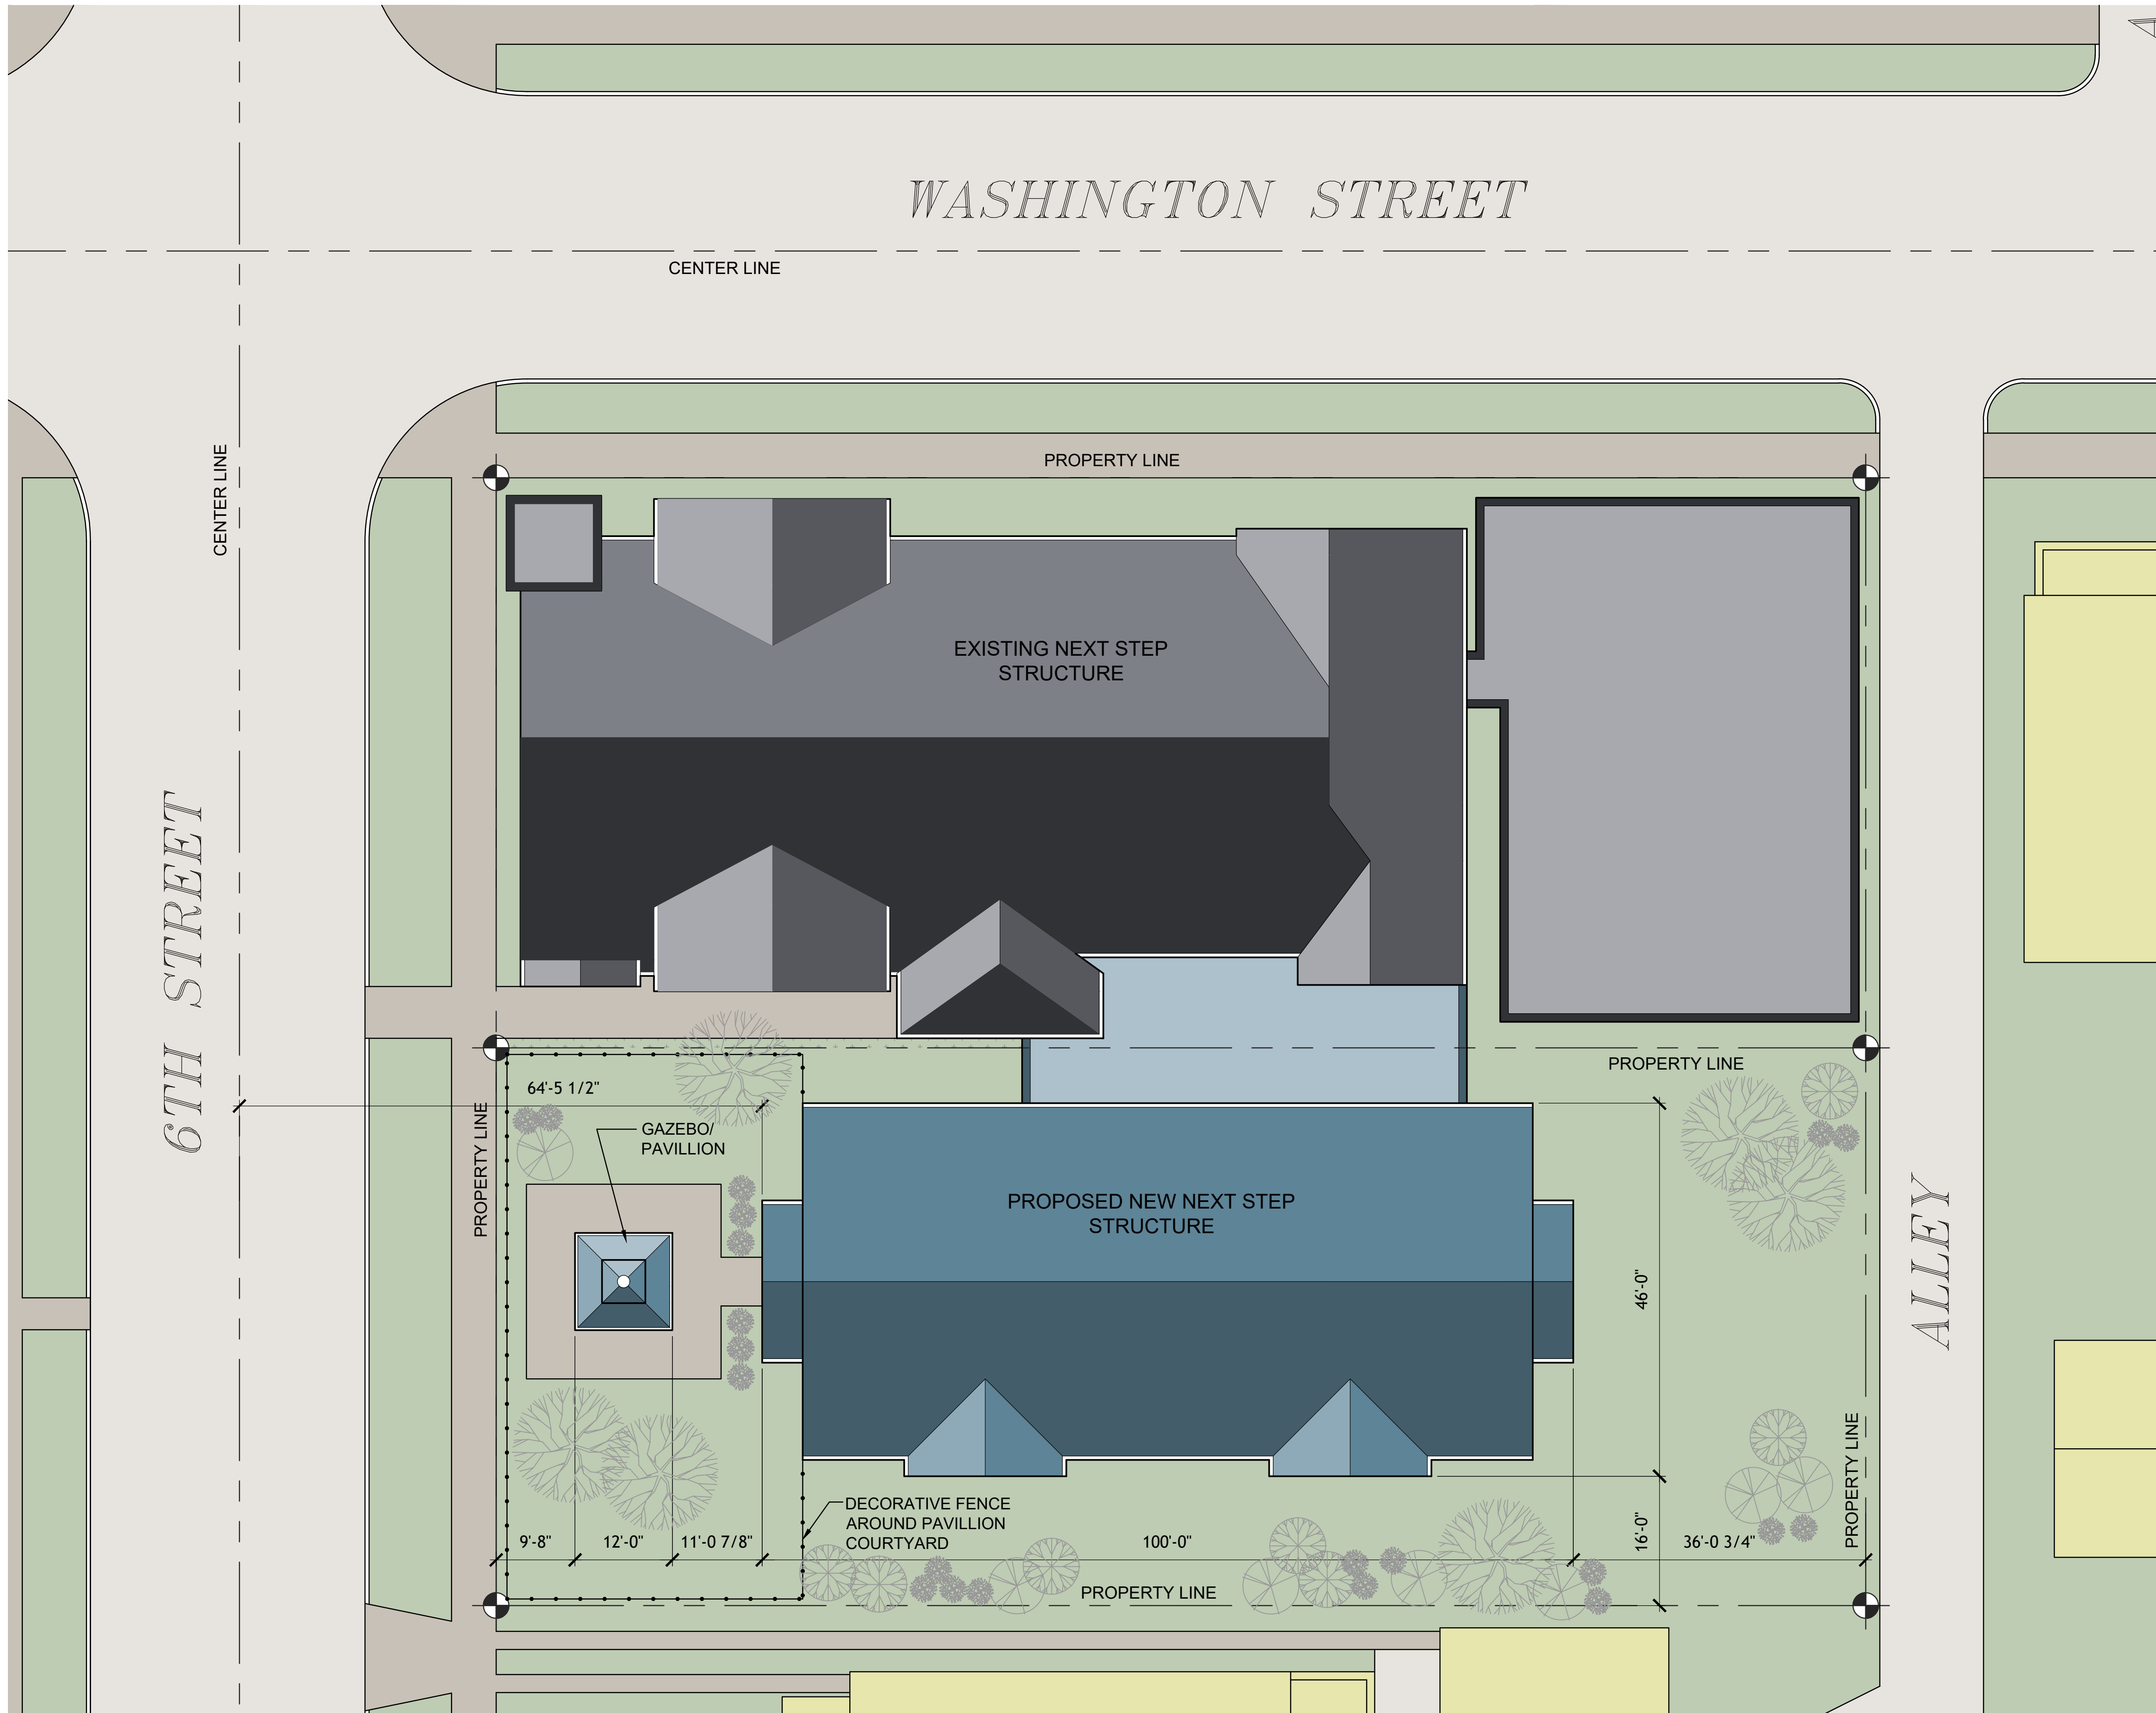 WASHINGTON STREET
CENTER LINE
CENTER LINE
PROPERTY LINE
EXISTING NEXT STEP
STRUCTURE
6TH STREET
PROPERTY LINE
64'-5 1/2"
PROPERTY LINE
GAZEBO/
PAVILLION
PROPOSED NEW NEXT STEP
STRUCTURE
46'-0"
ALLEY
DECORATIVE FENCE
AROUND PAVILLION
COURTYARD
9'-8"
12'-0"
11'-0 7/8"
100'-0"
16'-0"
36'-0 3/4"
PROPERTY LINE
PROPERTY LINE